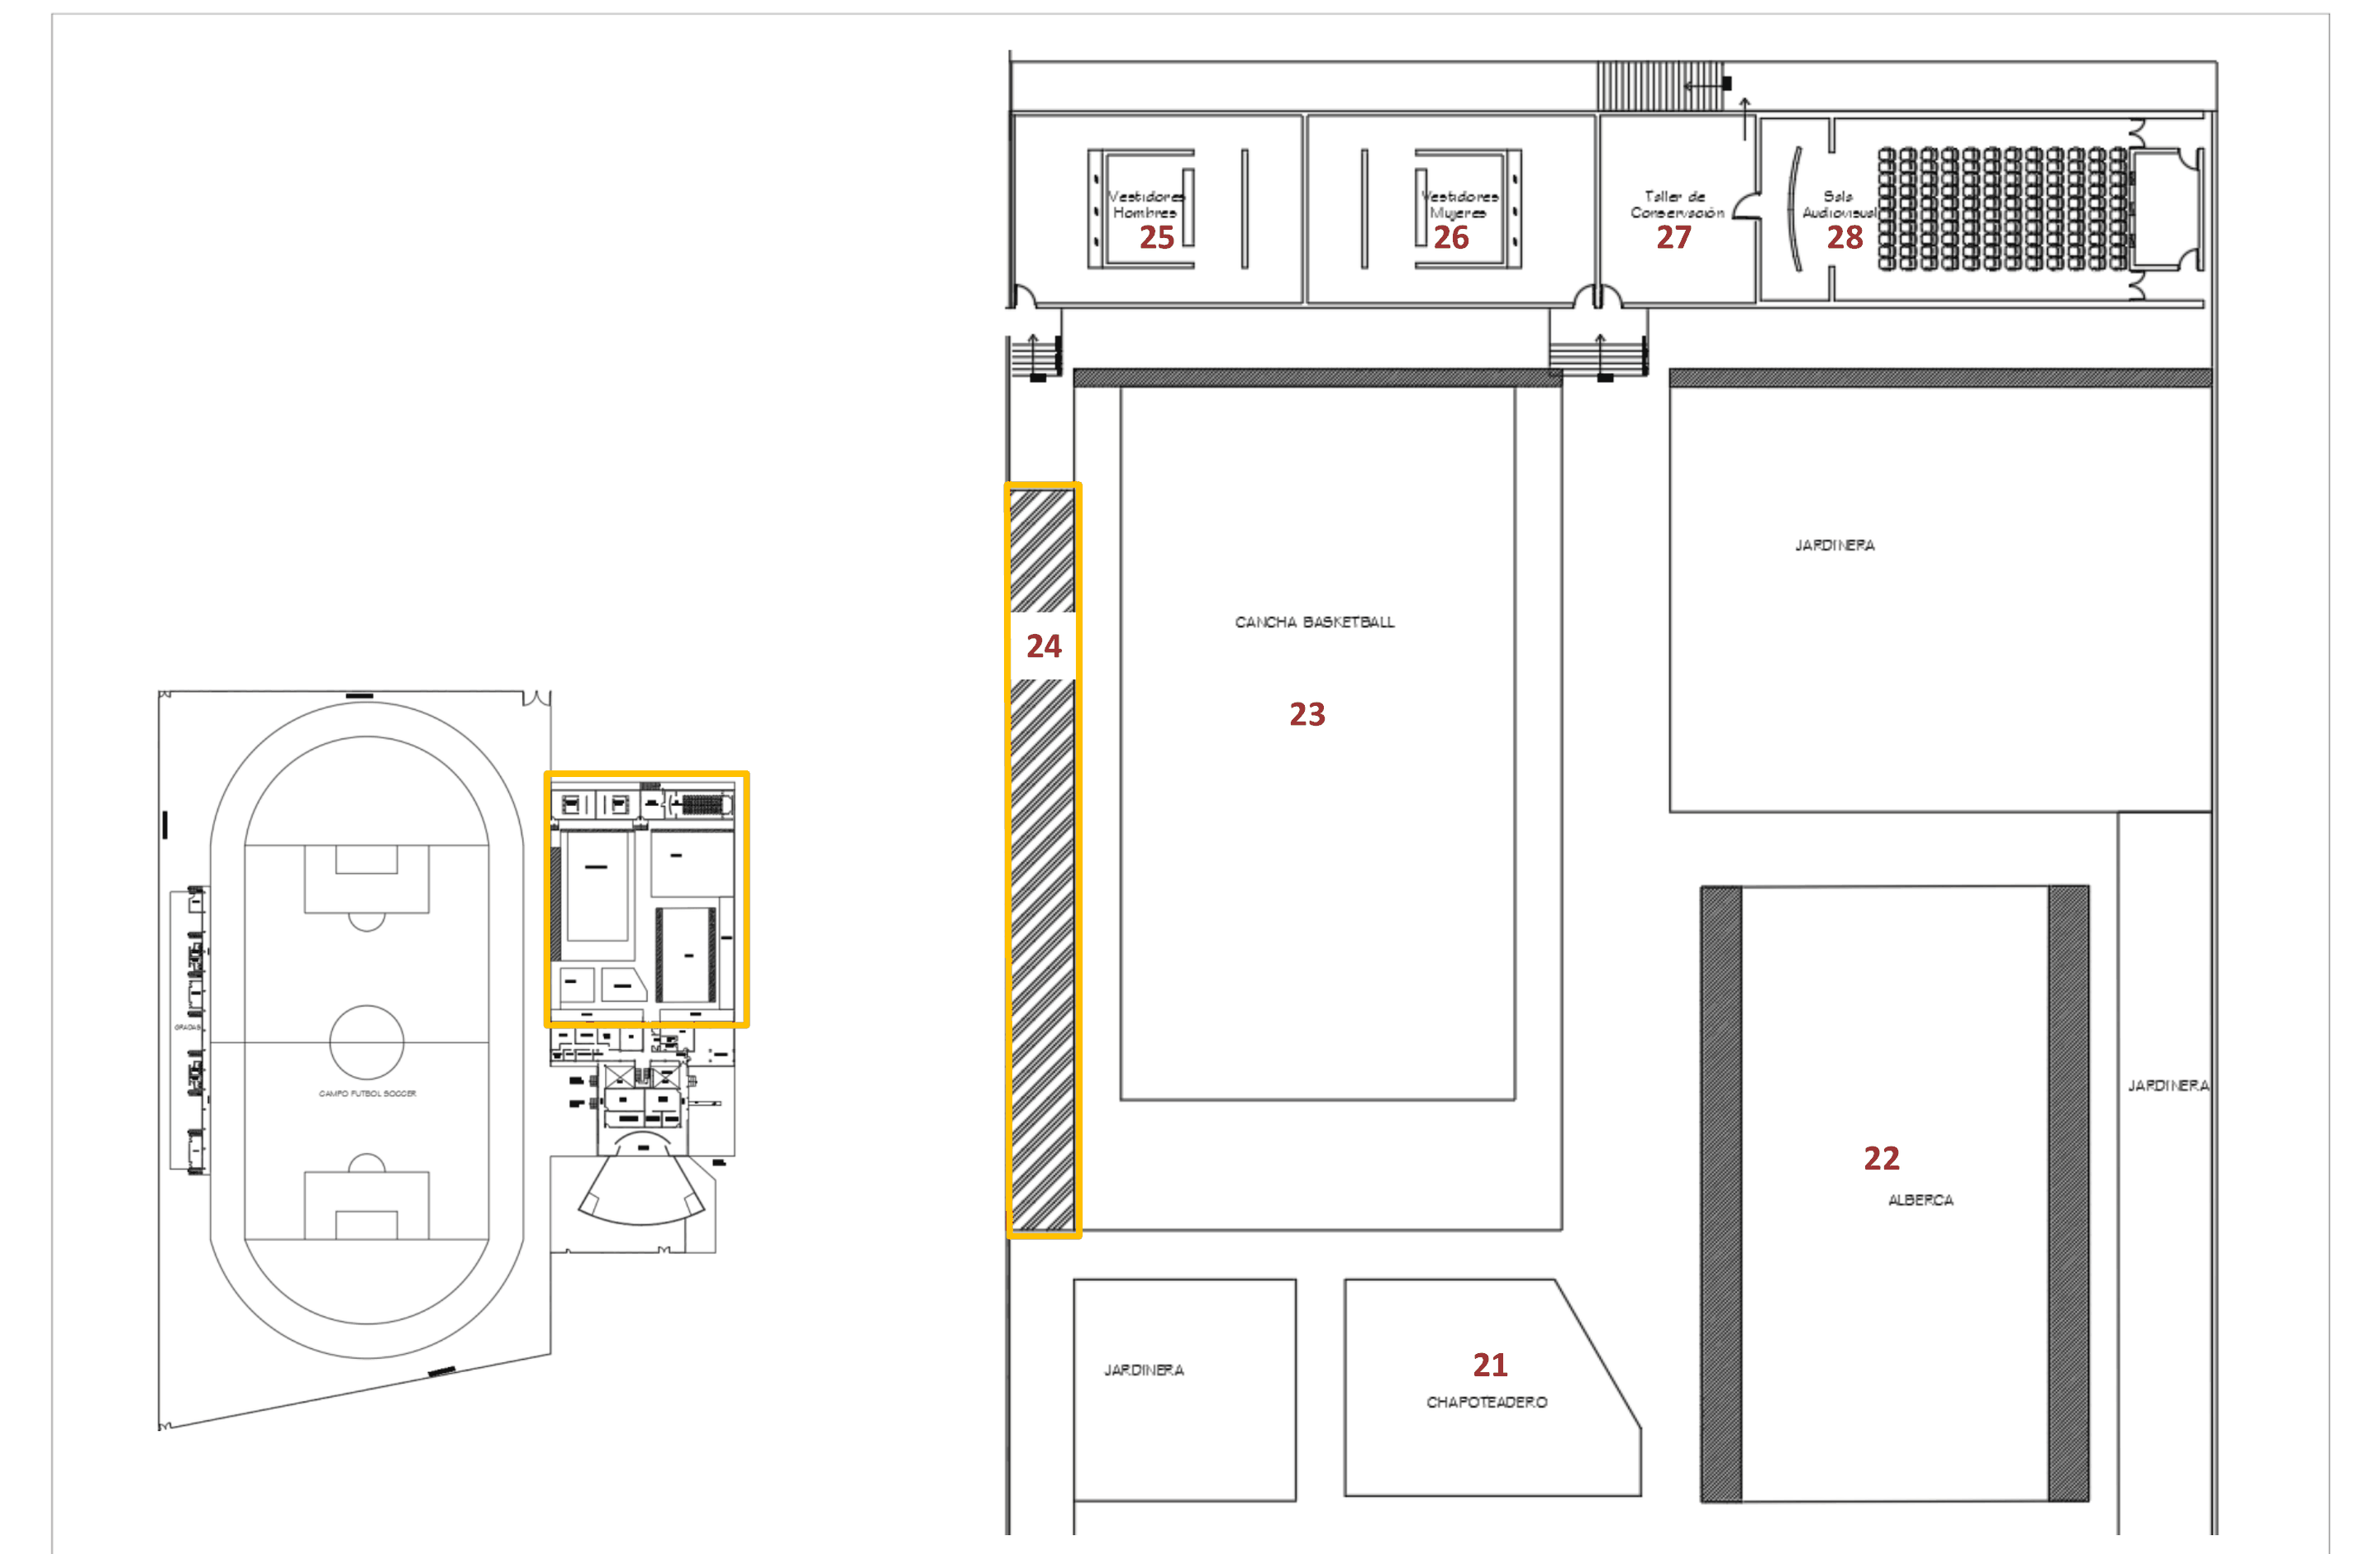 Vestidores
Hombres
25
Vestidores
Mujeres
26
Taller de
Conservación
27
Sala
Audiovisual
28
JARDINERA
CANCHA BASKETBALL
24
23
JARDINERA
22
ALBERCA
JARDINERA
21
CHAPOTEADERO
GRADAS
CAMPO FUTBOL SOCCER